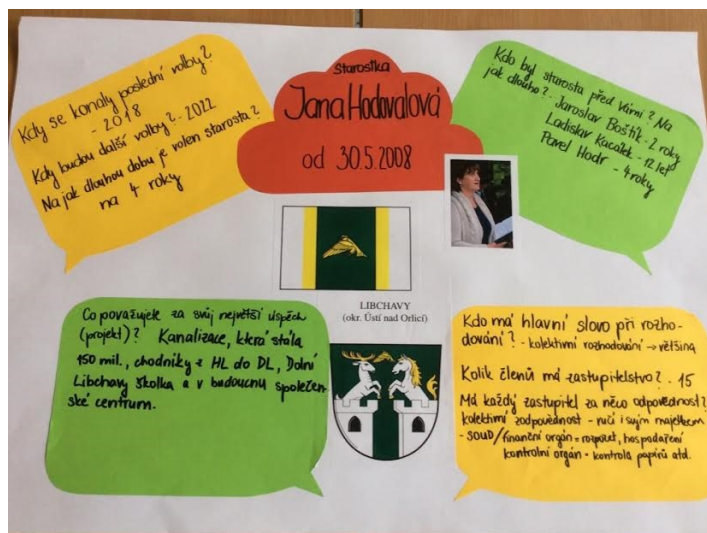 Kdy se konaly poslední volby?
- 2018
Kdy budou další volby? - 2022
Na jak dlouhou dobu je volen starosta?
na 4 roky
Starostka
Jana Hodovalová
od 30.5.2008
Kdo byl starosta před Vámi? Na
jak dlouho? - Jaroslav Boštík - 2 roky
Ladislav Kacálek - 12 let
Pavel Hodr - 4 roky
LIBCHAVY
(okr. Ústí nad Orlicí)
Co považujete za svůj největší úspěch
(projekt)? Kanalizace, která stála
150 mil., chodníky z HL do DL, Dolní
Libchavy školka a v budoucnu společen-
ské centrum.
Kdo má hlavní slovo při rozho-
dování? - kolektivní rozhodování → většina
Kolik členů má zastupitelstvo? - 15
Má každý zastupitel za něco odpovědnost?
kolektivní zodpovědnost - ručí i svým majetkem
- SOUD/finanční orgán = rozpočet, hospodaření
kontrolní orgán - kontrola papírů atd.